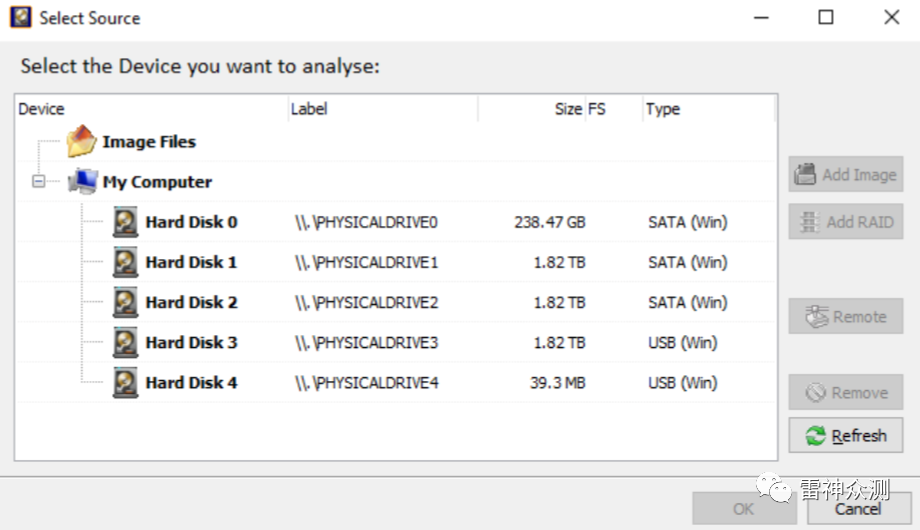 Select Source
Select the Device you want to analyse:
Device Label Size FS Type
Image Files
My Computer
Hard Disk 0 \\.\PHYSICALDRIVE0 238.47 GB SATA (Win)
Hard Disk 1 \\.\PHYSICALDRIVE1 1.82 TB SATA (Win)
Hard Disk 2 \\.\PHYSICALDRIVE2 1.82 TB SATA (Win)
Hard Disk 3 \\.\PHYSICALDRIVE3 1.82 TB USB (Win)
Hard Disk 4 \\.\PHYSICALDRIVE4 39.3 MB USB (Win)
Add Image
Add RAID
Remote
Remove
Refresh
雷神众测
OK Cancel